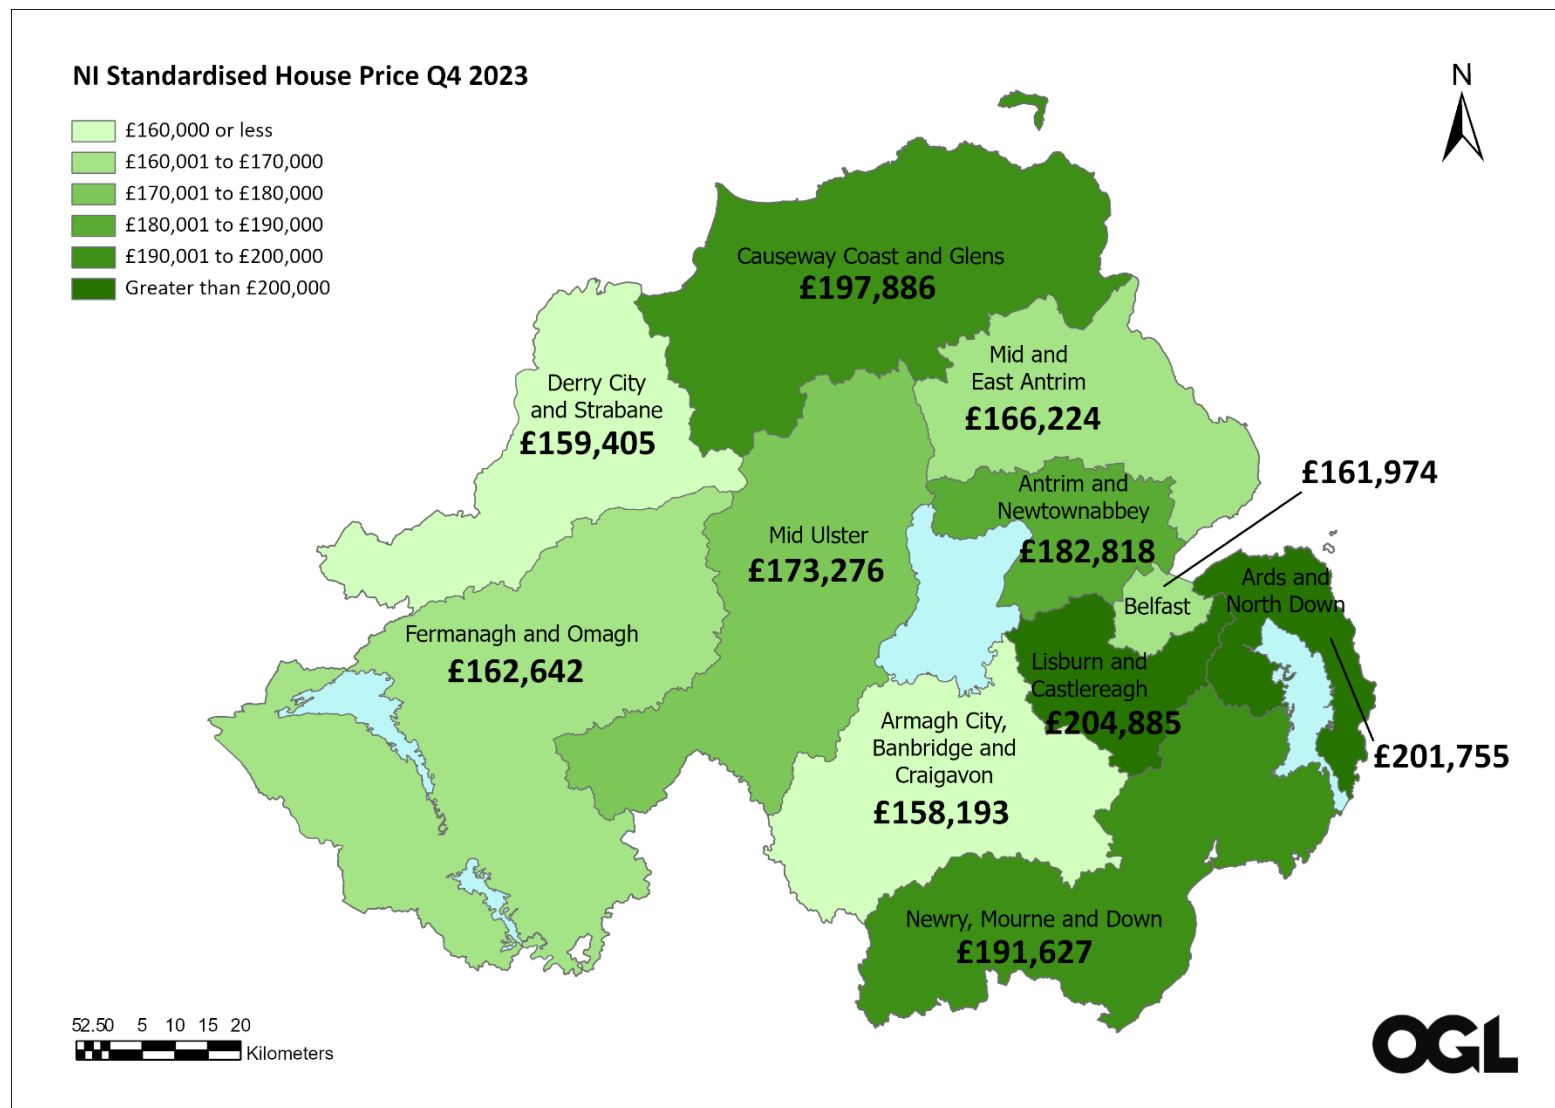 NI Standardised House Price Q4 2023
£160,000 or less
£160,001 to £170,000
£170,001 to £180,000
£180,001 to £190,000
£190,001 to £200,000
Greater than £200,000
N
Causeway Coast and Glens
£197,886
Mid and
East Antrim
£166,224
Derry City
and Strabane
£159,405
£161,974
Antrim and
Newtownabbey
£182,818
Mid Ulster
£173,276
Belfast
Ards and
North Down
£201,755
Fermanagh and Omagh
£162,642
Lisburn and
Castlereagh
£204,885
Armagh City,
Banbridge and
Craigavon
£158,193
Newry, Mourne and Down
£191,627
52.50 5 10 15 20
Kilometers
OGL